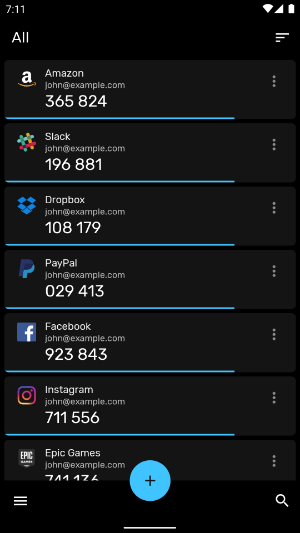 7:11
All
Amazon
john@example.com
365 824
Slack
john@example.com
196 881
Dropbox
john@example.com
108 179
PayPal
john@example.com
029 413
Facebook
john@example.com
923 843
Instagram
john@example.com
711 556
EPIC
GAMES
Epic Games
john@example.com
741 136